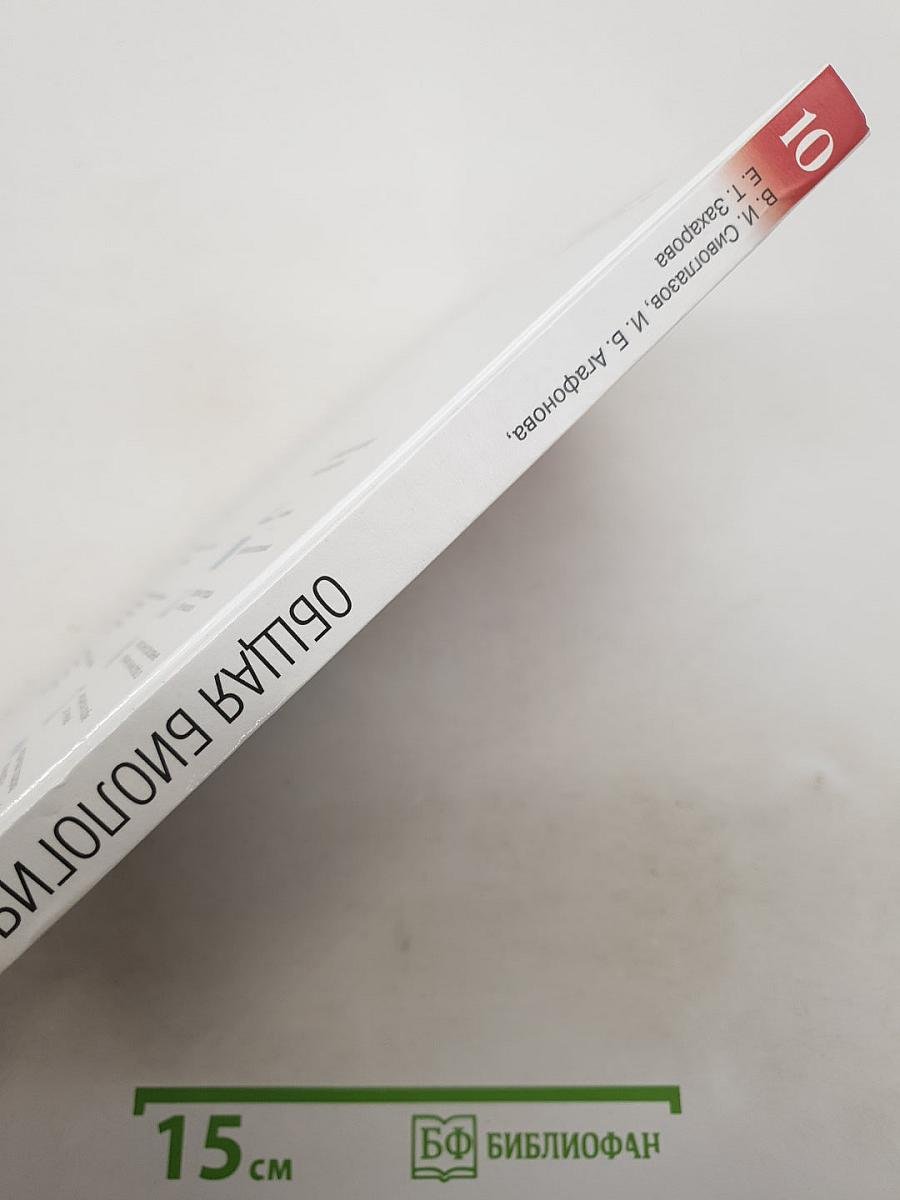 10
В. И. Сивоглазов, И. Б. Агафонова,
Е. Т. Захарова
ОБЩАЯ БИОЛОГИЯ
15 см
БФ БИБЛИОФАН